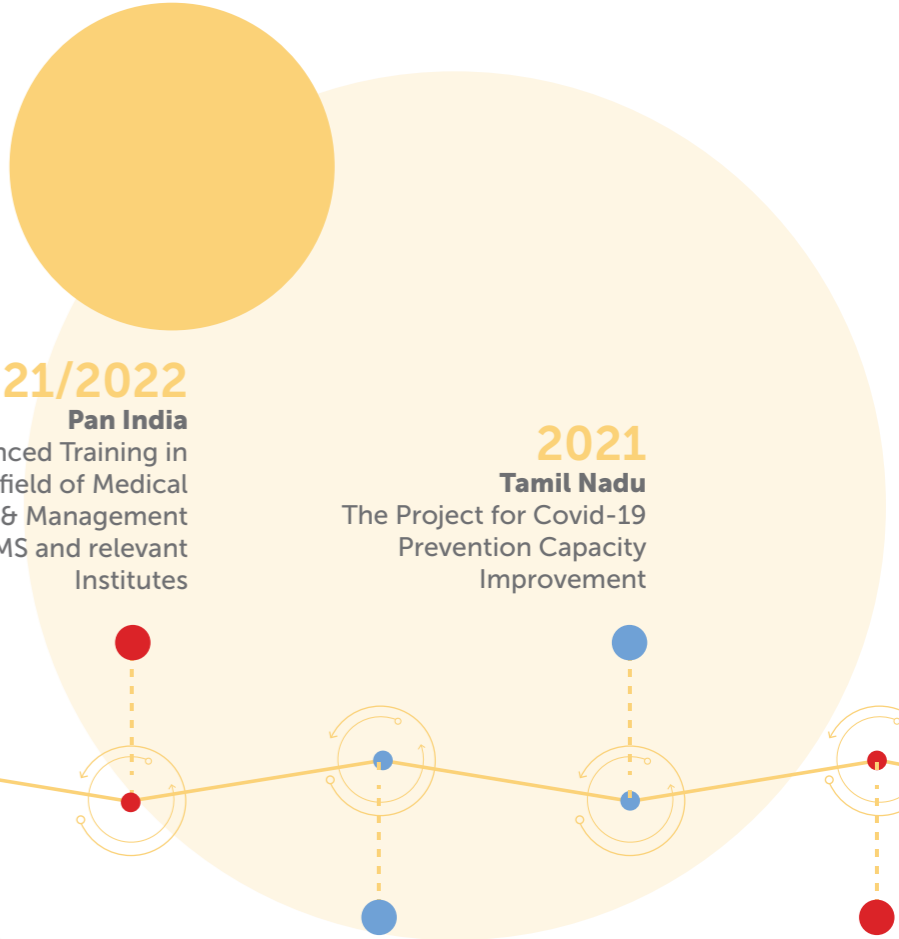 21/2022
Pan India
nced Training in
field of Medical
& Management
MS and relevant
Institutes
2021
Tamil Nadu
The Project for Covid-19
Prevention Capacity
Improvement